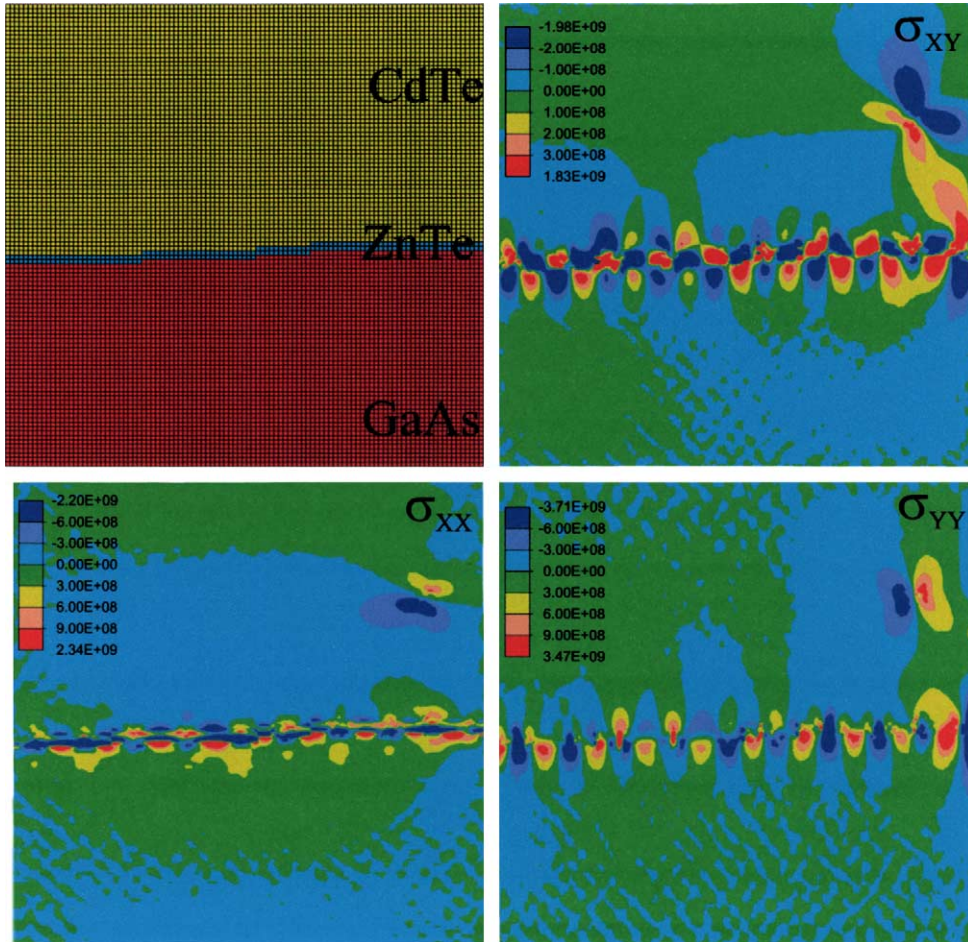 CdTe
ZnTe
GaAs
σXY
-1.98E+09
-2.00E+08
-1.00E+08
0.00E+00
1.00E+08
2.00E+08
3.00E+08
1.83E+09
σXX
-2.20E+09
-6.00E+08
-3.00E+08
0.00E+00
3.00E+08
6.00E+08
9.00E+08
2.34E+09
σYY
-3.71E+09
-6.00E+08
-3.00E+08
0.00E+00
3.00E+08
6.00E+08
9.00E+08
3.47E+09